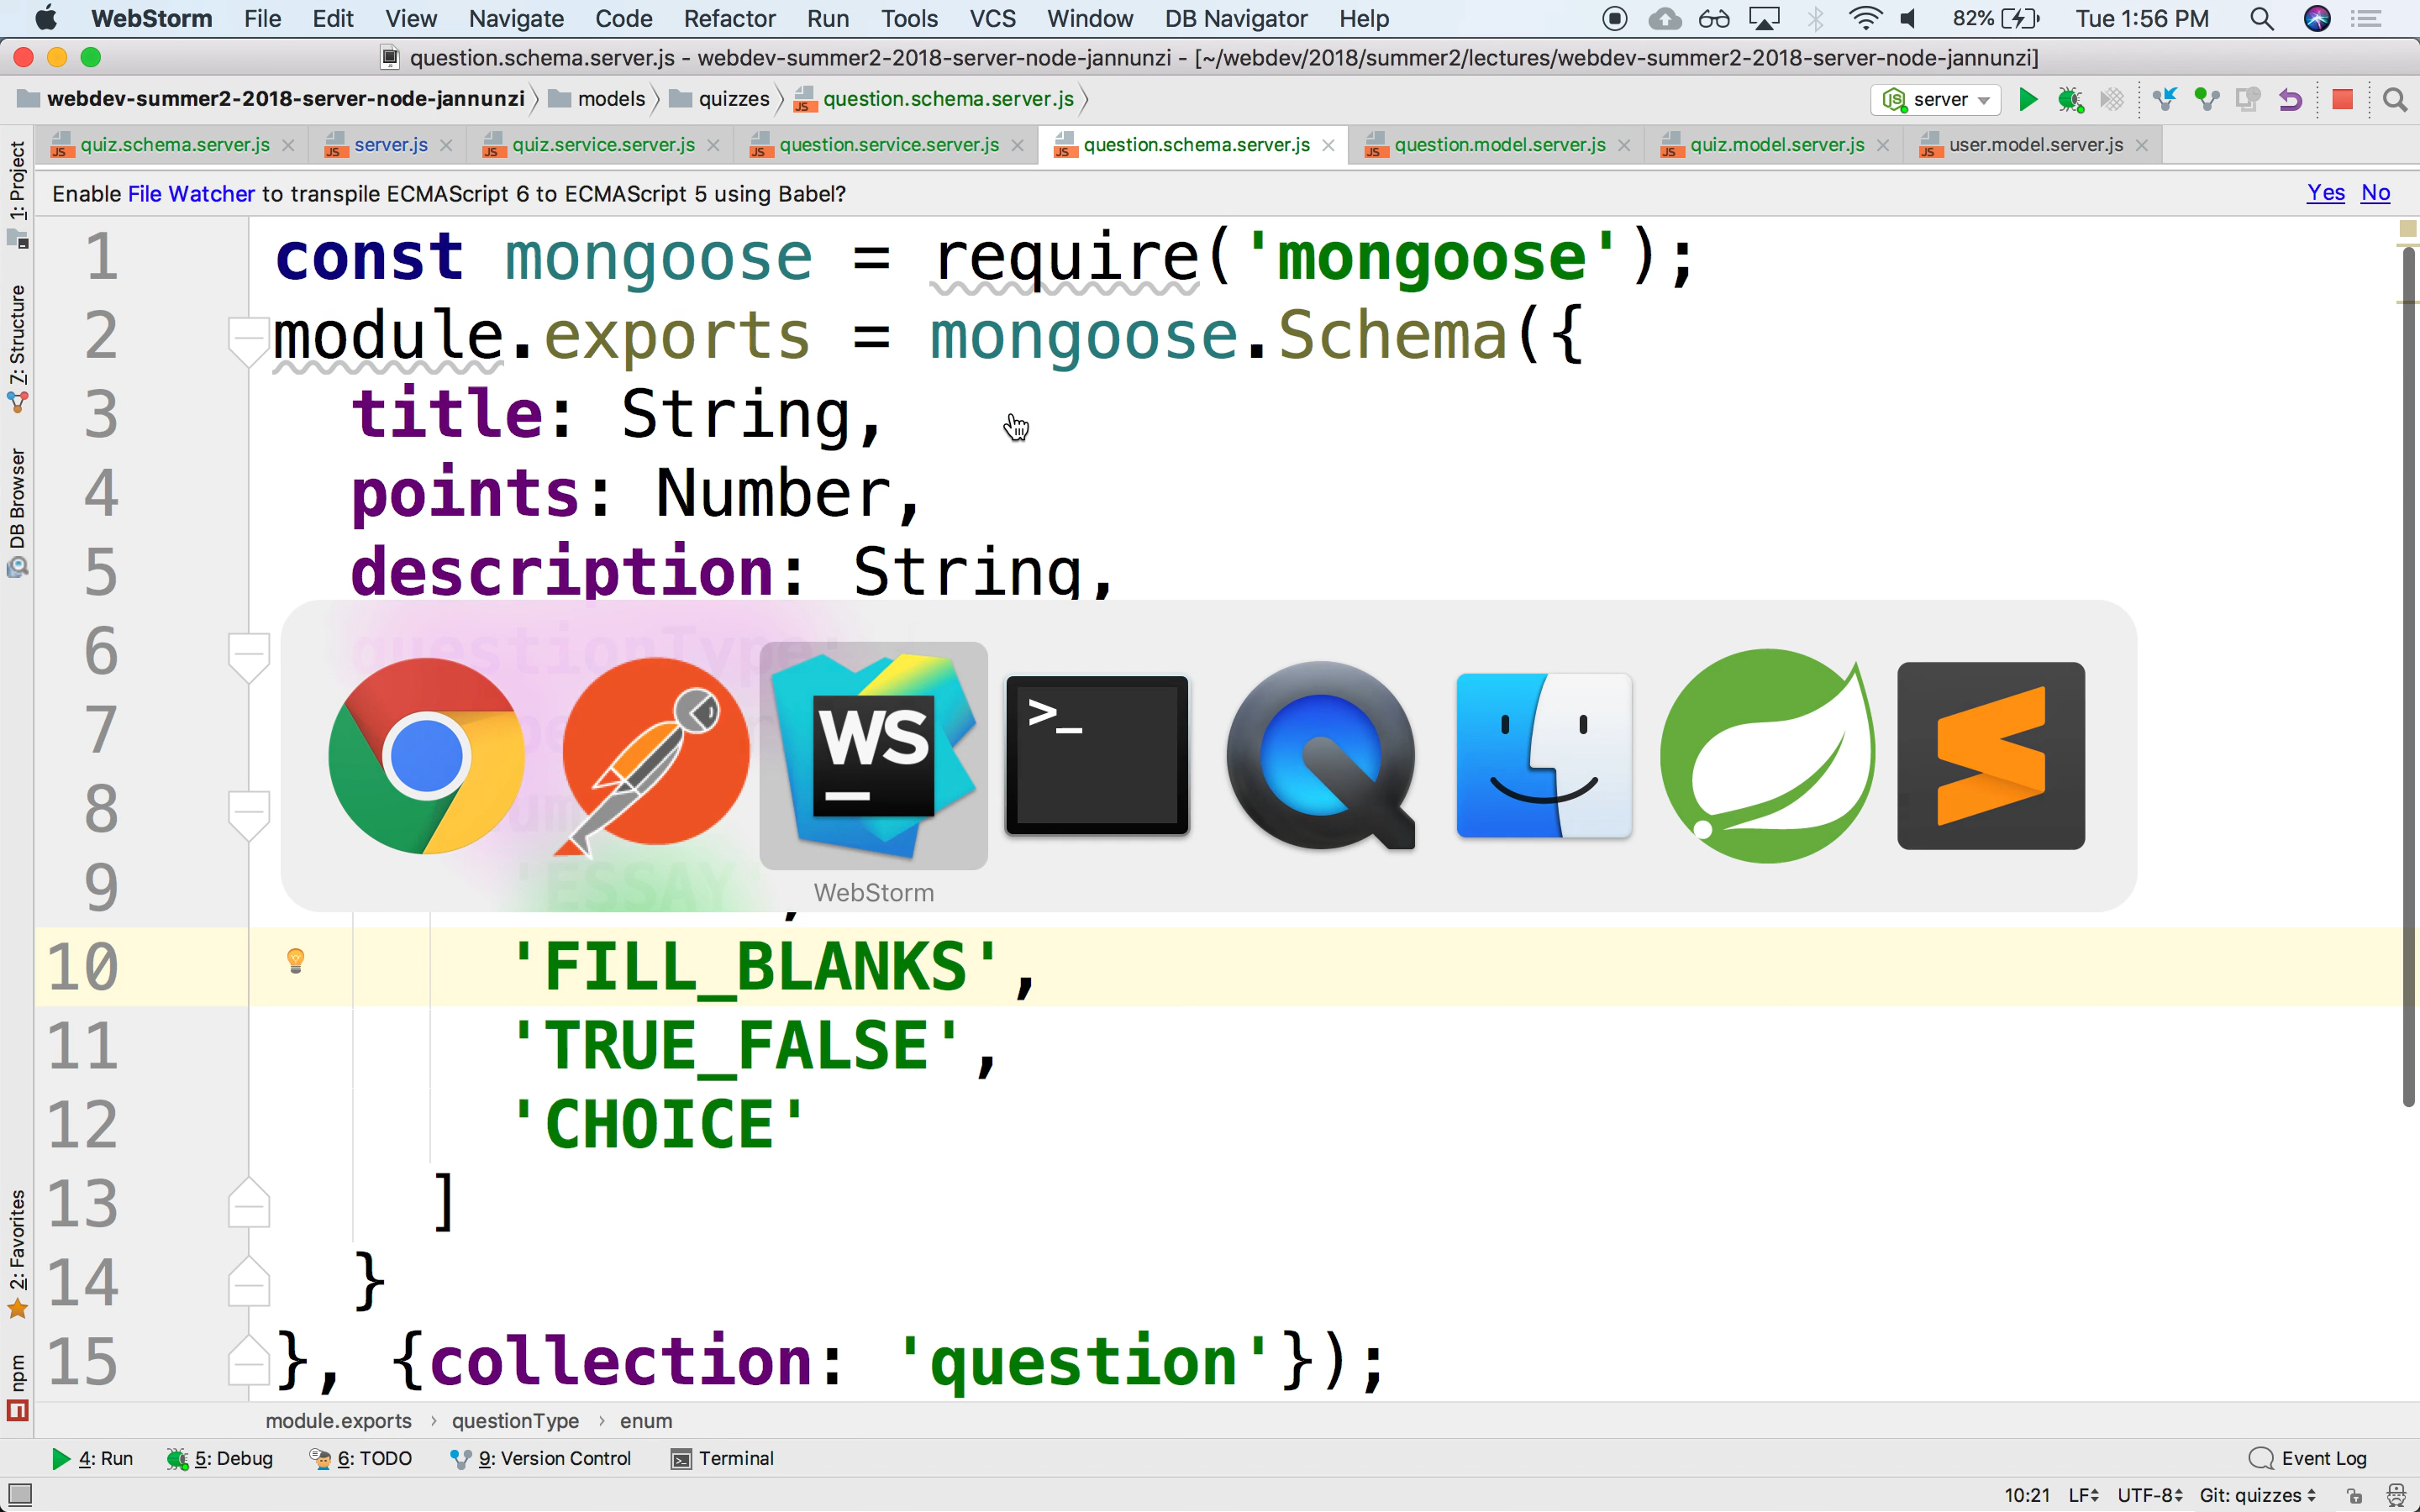 WebStorm File Edit View Navigate Code Refactor Run Tools VCS Window DB Navigator Help 82% Tue 1:56 PM
question.schema.server.js - webdev-summer2-2018-server-node-jannunzi - [~/webdev/2018/summer2/lectures/webdev-summer2-2018-server-node-jannunzi]
webdev-summer2-2018-server-node-jannunzi models quizzes question.schema.server.js server
quiz.schema.server.js server.js quiz.service.server.js question.service.server.js question.schema.server.js question.model.server.js quiz.model.server.js user.model.server.js
Enable File Watcher to transpile ECMAScript 6 to ECMAScript 5 using Babel? Yes No
1: Project
7: Structure
DB Browser
2: Favorites
npm
1 const mongoose = require('mongoose');
2 module.exports = mongoose.Schema({
3 title: String,
4 points: Number,
5 description: String,
6 questionType:
7
8
9 'ESSAY',
WS
>_
WebStorm
10 'FILL_BLANKS',
11 'TRUE_FALSE',
12 'CHOICE'
13 ]
14 }
15 }, {collection: 'question'});
module.exports › questionType › enum
4: Run 5: Debug 6: TODO 9: Version Control Terminal Event Log
10:21 LF UTF-8 Git: quizzes